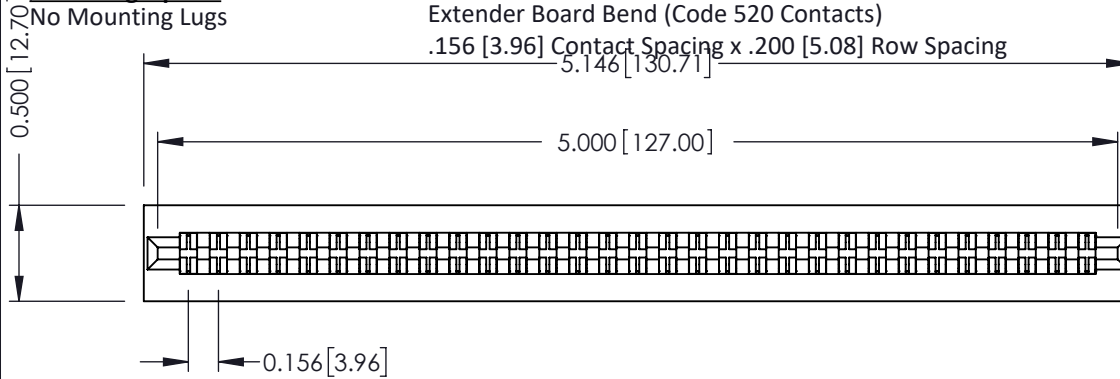 No Mounting Lugs
Extender Board Bend (Code 520 Contacts)
.156 [3.96] Contact Spacing x .200 [5.08] Row Spacing
5.146 [130.71]
0.500 [12.70]
5.000 [127.00]
0.156 [3.96]